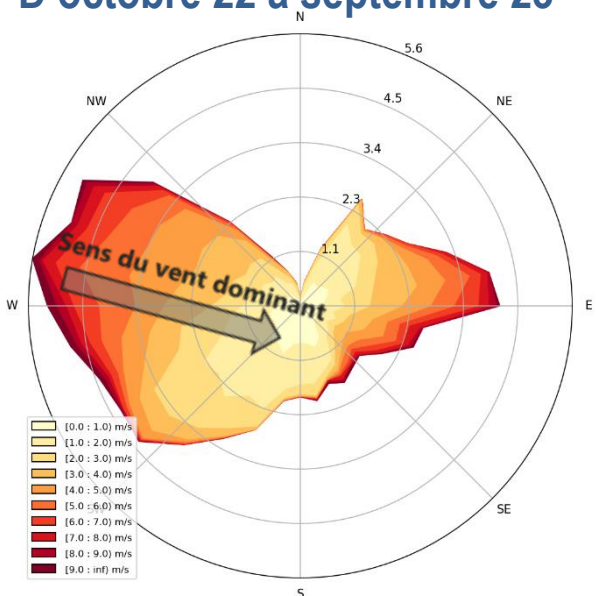 D'octobre 22 à septembre 23
N
5.6
NW
4.5
NE
3.4
2.3
1.1
Sens du vent dominant
W
E
[0.0 : 1.0) m/s
[1.0 : 2.0) m/s
[2.0 : 3.0) m/s
[3.0 : 4.0) m/s
[4.0 : 5.0) m/s
[5.0 : 6.0) m/s
[6.0 : 7.0) m/s
[7.0 : 8.0) m/s
[8.0 : 9.0) m/s
[9.0 : inf) m/s
SE
S